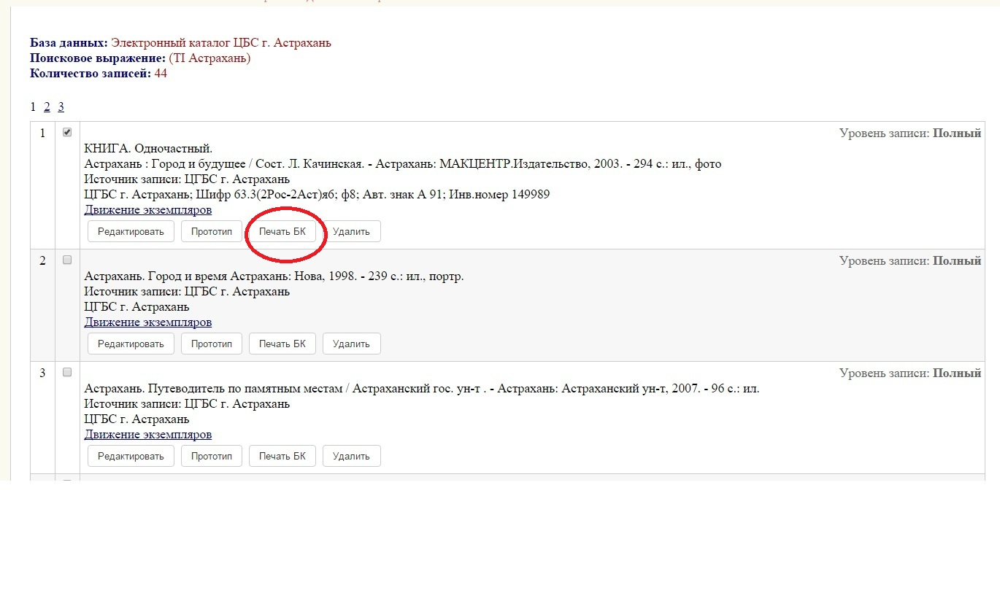 База данных: Электронный каталог ЦБС г. Астрахань
Поисковое выражение: (TI Астрахань)
Количество записей: 44
1 2 3
1 Уровень записи: Полный
КНИГА. Одночастный.
Астрахань : Город и будущее / Сост. Л. Качинская. - Астрахань: МАКЦЕНТР.Издательство, 2003. - 294 с.: ил., фото
Источник записи: ЦГБС г. Астрахань
ЦГБС г. Астрахань; Шифр 63.3(2Рос-2Аст)я6; ф8; Авт. знак А 91; Инв.номер 149989
Движение экземпляров
Редактировать Прототип Печать БК Удалить
2 Уровень записи: Полный
Астрахань. Город и время Астрахань: Нова, 1998. - 239 с.: ил., портр.
Источник записи: ЦГБС г. Астрахань
ЦГБС г. Астрахань
Движение экземпляров
Редактировать Прототип Печать БК Удалить
3 Уровень записи: Полный
Астрахань. Путеводитель по памятным местам / Астраханский гос. ун-т . - Астрахань: Астраханский ун-т, 2007. - 96 с.: ил.
Источник записи: ЦГБС г. Астрахань
ЦГБС г. Астрахань
Движение экземпляров
Редактировать Прототип Печать БК Удалить